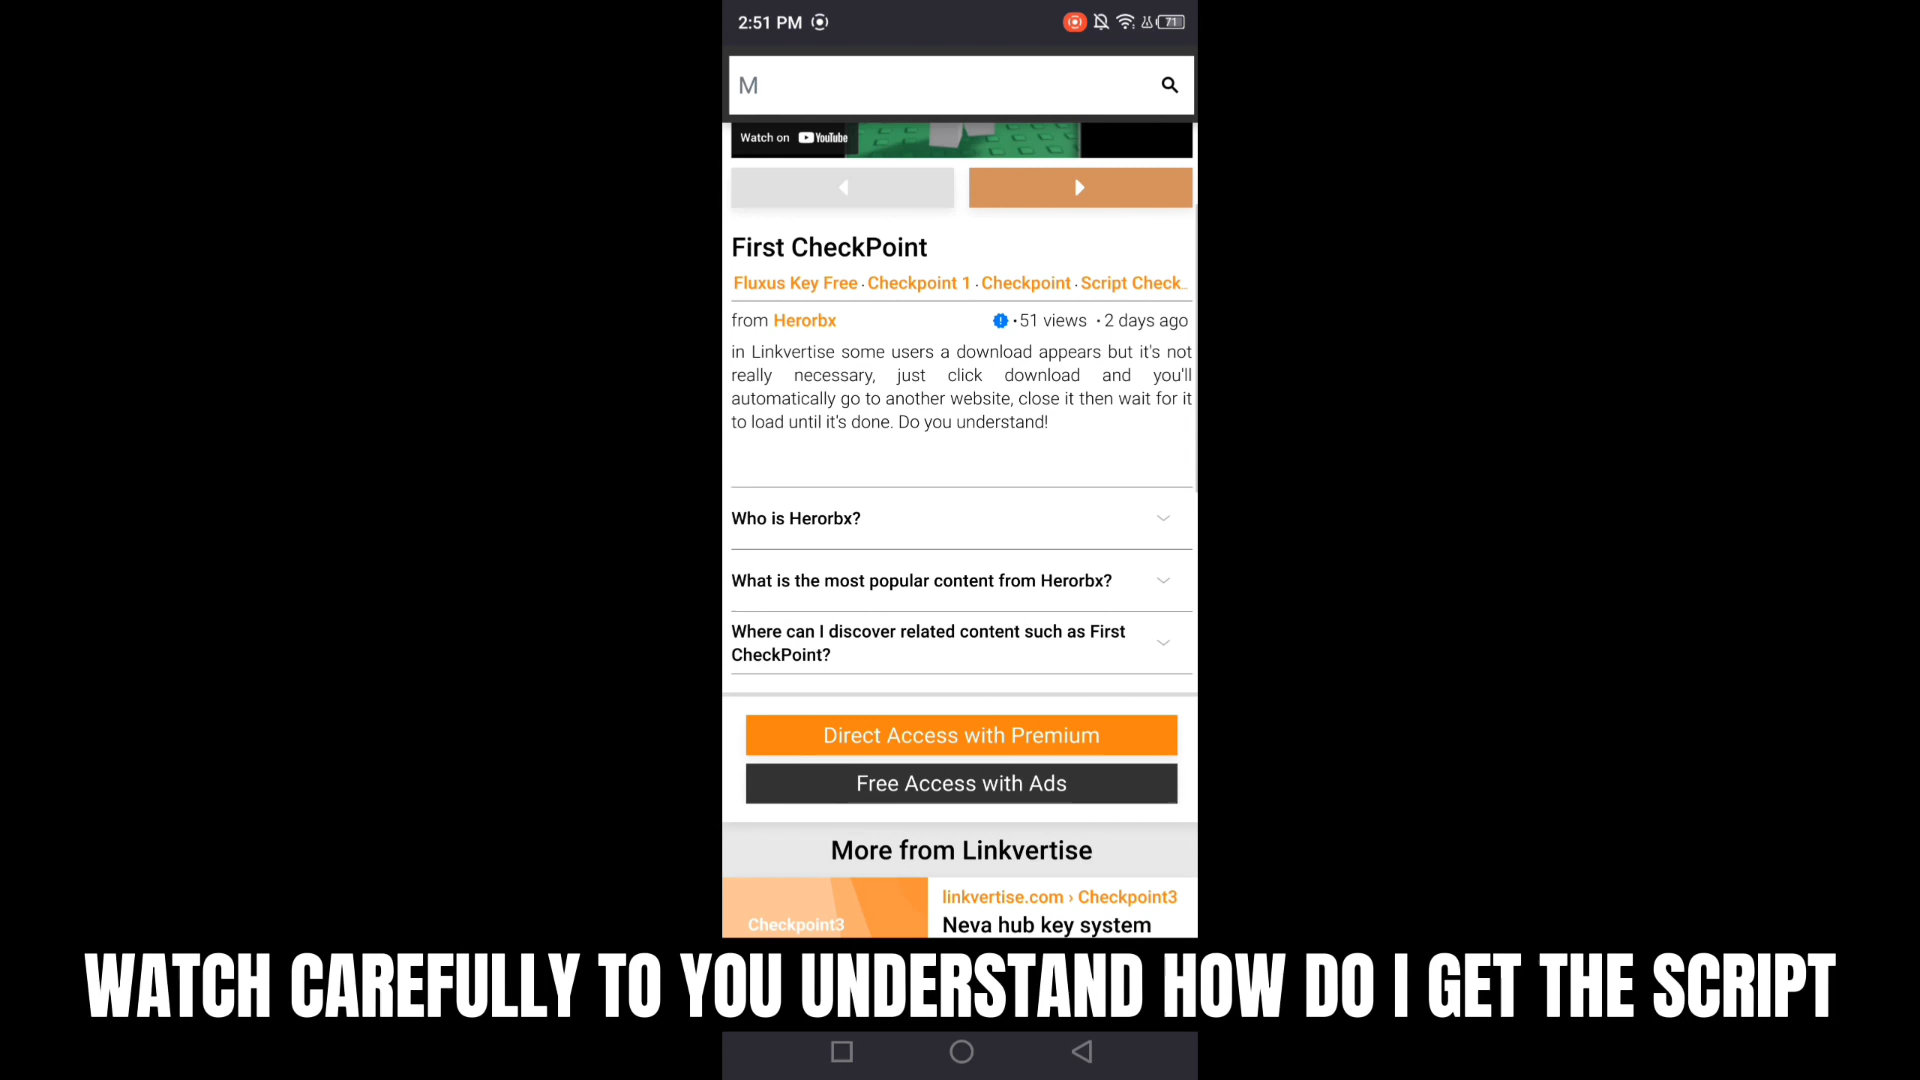 2:51 PM
71
M
Watch on YouTube
First CheckPoint
Fluxus Key Free · Checkpoint 1 · Checkpoint · Script Check..
from Herorbx · 51 views · 2 days ago
in Linkvertise some users a download appears but it's not
really necessary, just click download and you'll
automatically go to another website, close it then wait for it
to load until it's done. Do you understand!
Who is Herorbx?
What is the most popular content from Herorbx?
Where can I discover related content such as First
CheckPoint?
Direct Access with Premium
Free Access with Ads
More from Linkvertise
linkvertise.com › Checkpoint3
Checkpoint3
Neva hub key system
WATCH CAREFULLY TO YOU UNDERSTAND HOW DO I GET THE SCRIPT